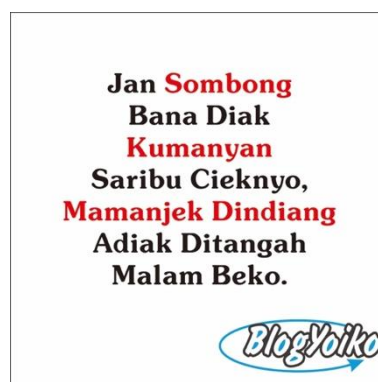 Jan Sombong
Bana Diak
Kumanyan
Saribu Cieknyo,
Mamanjek Dindiang
Adiak Ditangah
Malam Beko.
BlogYoiko